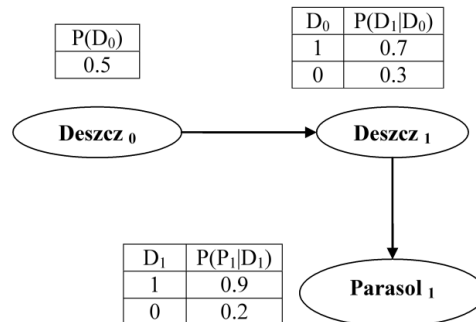 P(D₀)
0.5
D₀ P(D₁|D₀)
1 0.7
0 0.3
Deszcz ₀
Deszcz ₁
D₁ P(P₁|D₁)
1 0.9
0 0.2
Parasol ₁